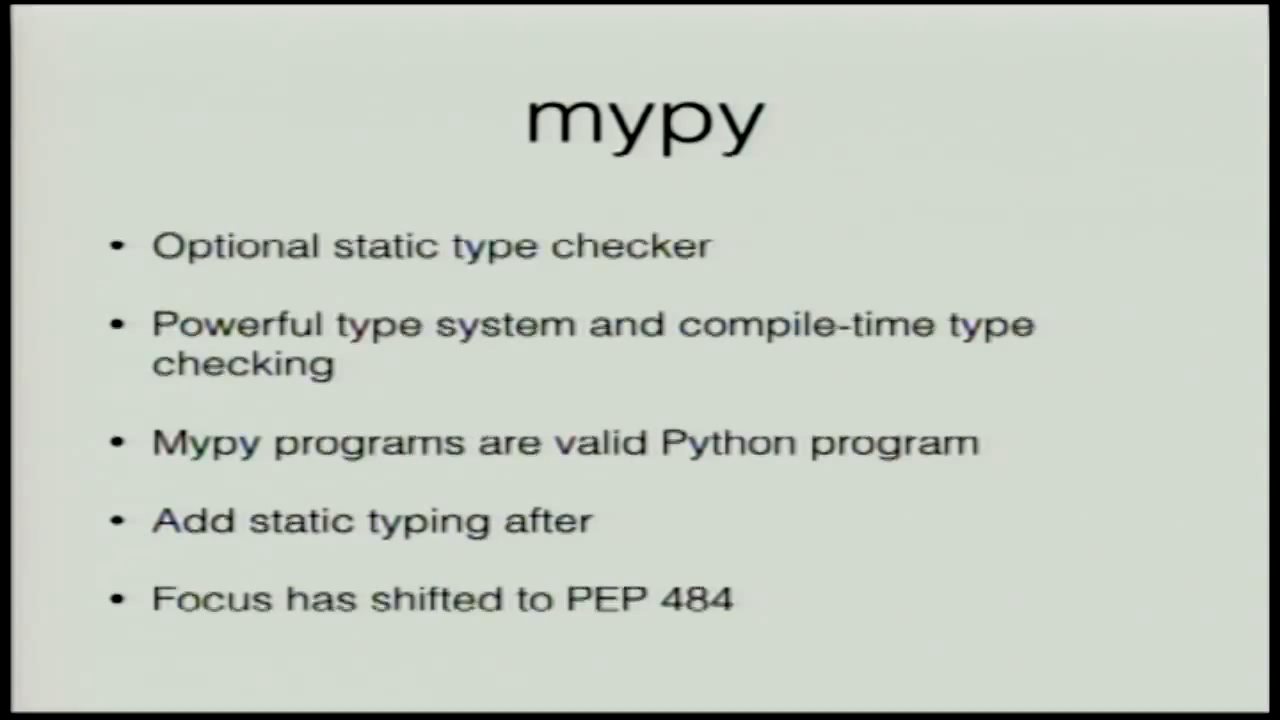 mypy
• Optional static type checker
• Powerful type system and compile-time type
checking
• Mypy programs are valid Python program
• Add static typing after
• Focus has shifted to PEP 484